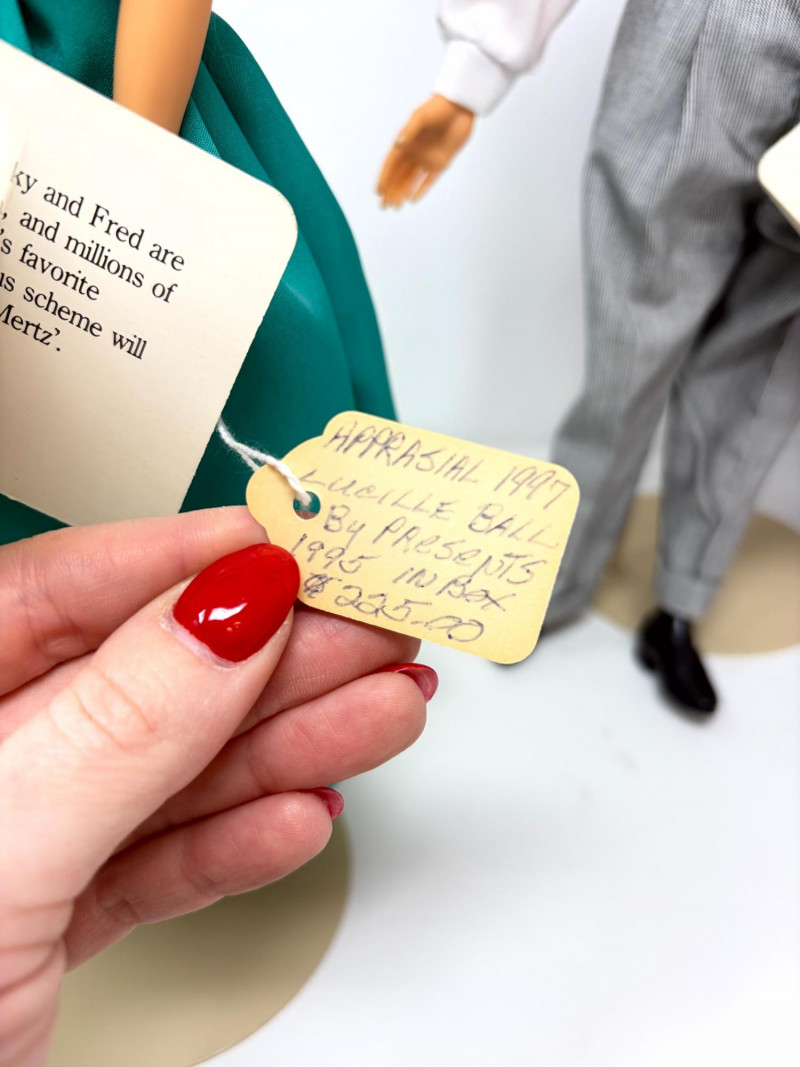 ky and Fred are
, and millions of
's favorite
us scheme will
Mertz'.
APPRASIAL 1997
LUCILLE BALL
By PRESENTS
1995 IN Box
$225.00